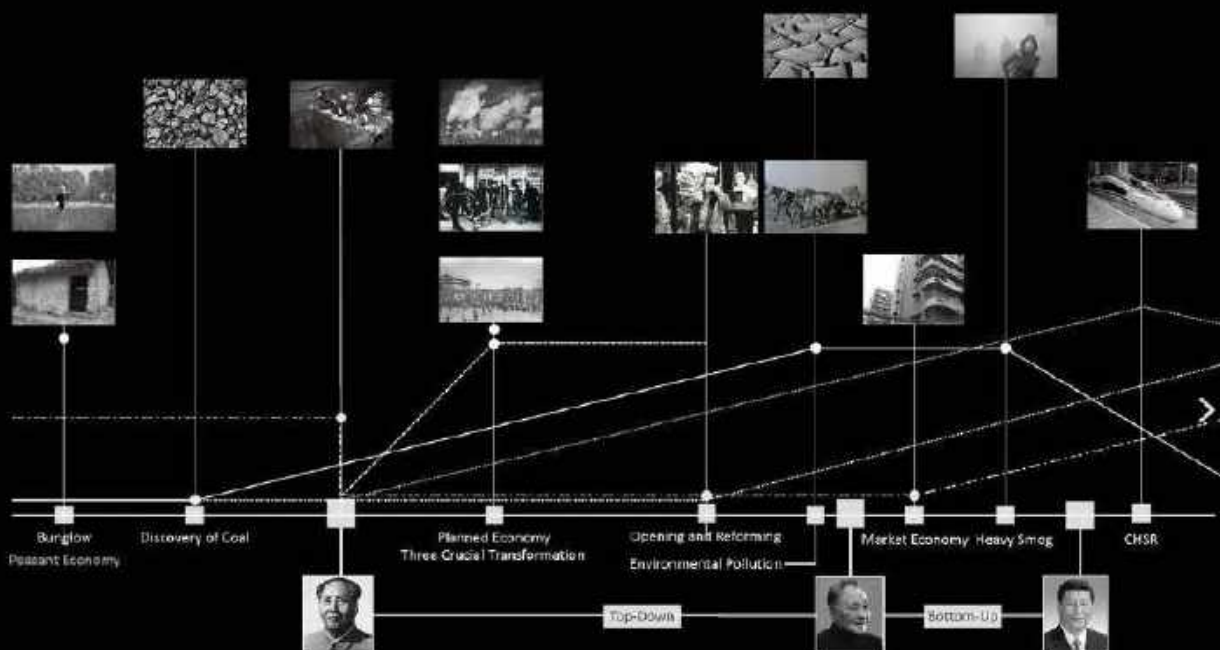 Bunglow
Peasant Economy
Discovery of Coal
Planned Economy
Three Crucial Transformation
Opening and Reforming
Environmental Pollution
Market Economy
Heavy Smog
CHSR
Top-Down
Bottom-Up